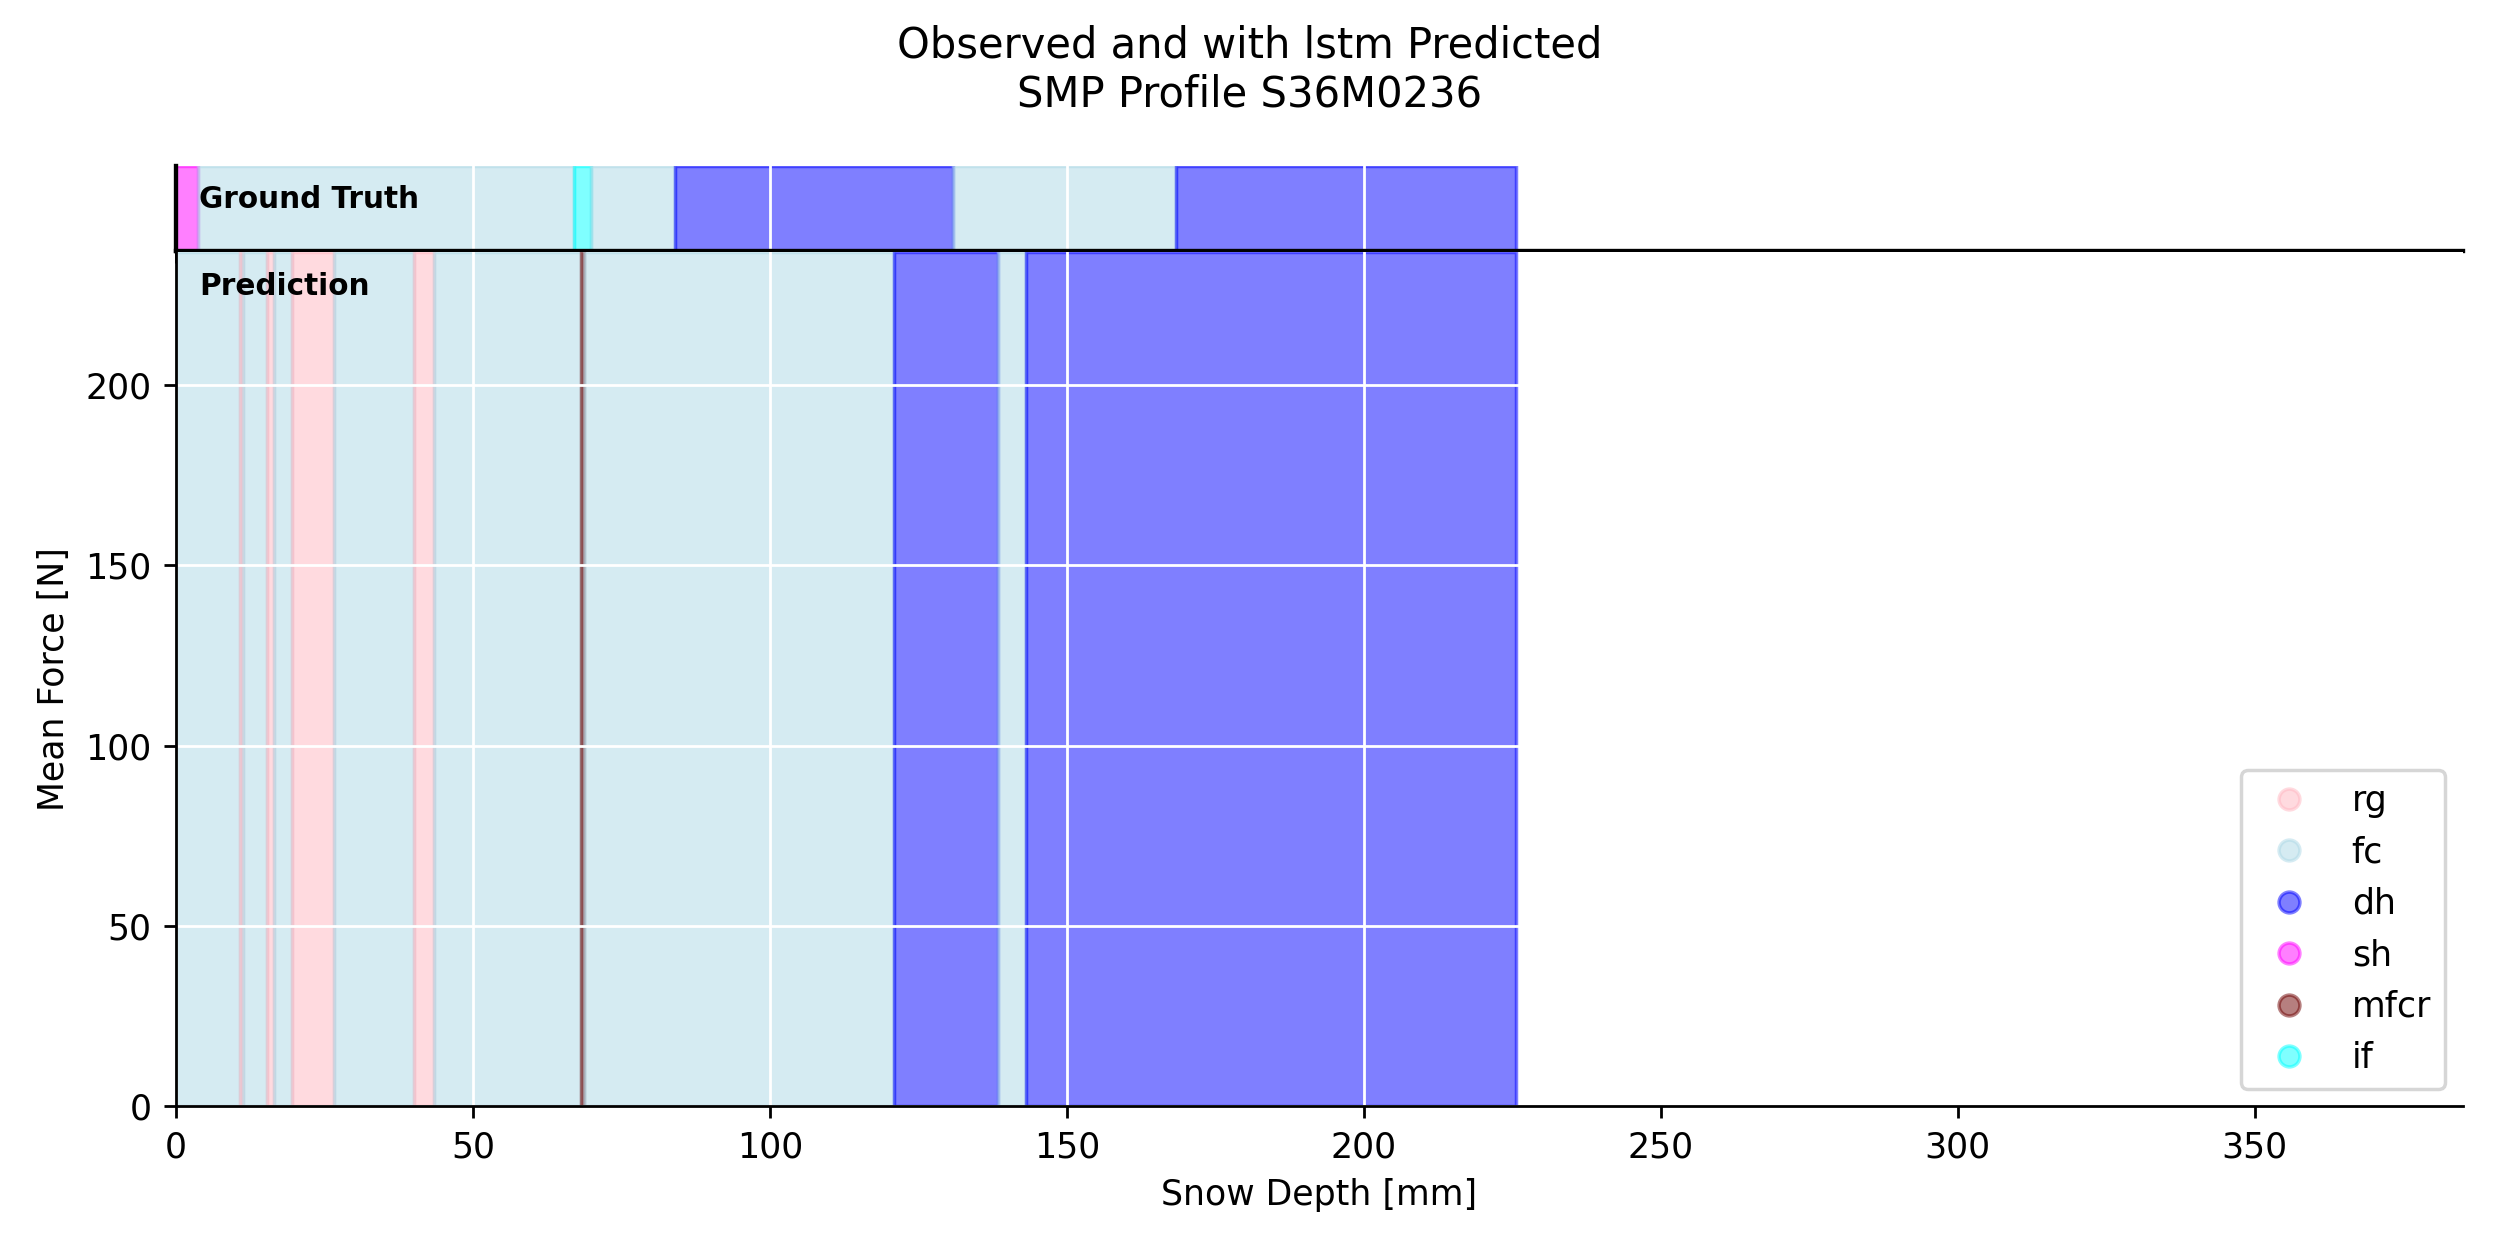 Observed and with lstm Predicted
SMP Profile S36M0236
Ground Truth
Prediction
200
150
100
50
0
Mean Force [N]
0 50 100 150 200 250 300 350
Snow Depth [mm]
rg
fc
dh
sh
mfcr
if